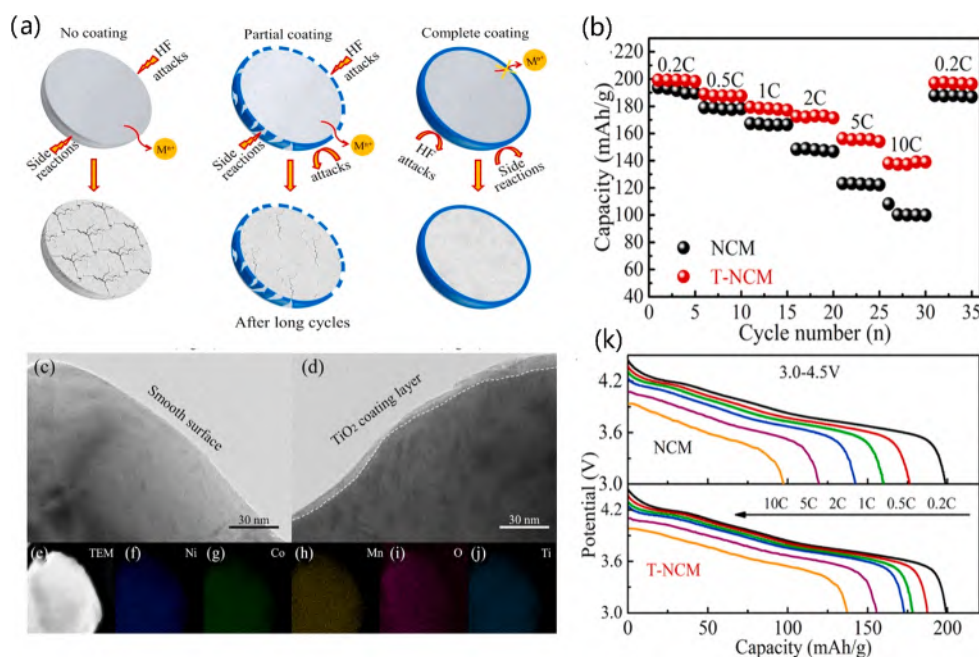 (a)
No coating
HF
attacks
Side
reactions
Mⁿ⁺
Partial coating
HF
attacks
Side
reactions
attacks
Mⁿ⁺
Complete coating
Mⁿ⁺
HF
attacks
Side
reactions
After long cycles
(b)
Capacity (mAh/g)
220
200
180
160
140
120
100
80
60
40
0.2C
0.5C
1C
2C
5C
10C
0.2C
NCM
T-NCM
0 5 10 15 20 25 30 35
Cycle number (n)
(c)
Smooth surface
30 nm
(d)
TiO₂ coating layer
30 nm
(e) TEM
(f) Ni
(g) Co
(h) Mn
(i) O
(j) Ti
(k)
Potential (V)
4.2
3.6
3.0
3.0-4.5V
NCM
4.2
3.6
3.0
10C 5C 2C 1C 0.5C 0.2C
T-NCM
0 50 100 150 200
Capacity (mAh/g)